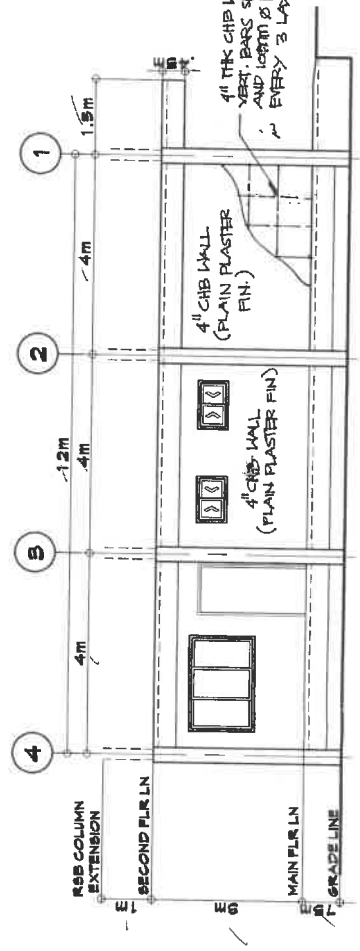 4
3
2
1
12m
4m
4m
4m
1.5m
RSB COLUMN
EXTENSION
SECOND FLR LN
MAIN FLR LN
GRADE LINE
1m
3m
4" CHB WALL
(PLAIN PLASTER
FIN.)
4" CHB WALL
(PLAIN PLASTER FIN)
4" THK CHB
VERT. BARS
AND 10mm Ø
EVERY 3